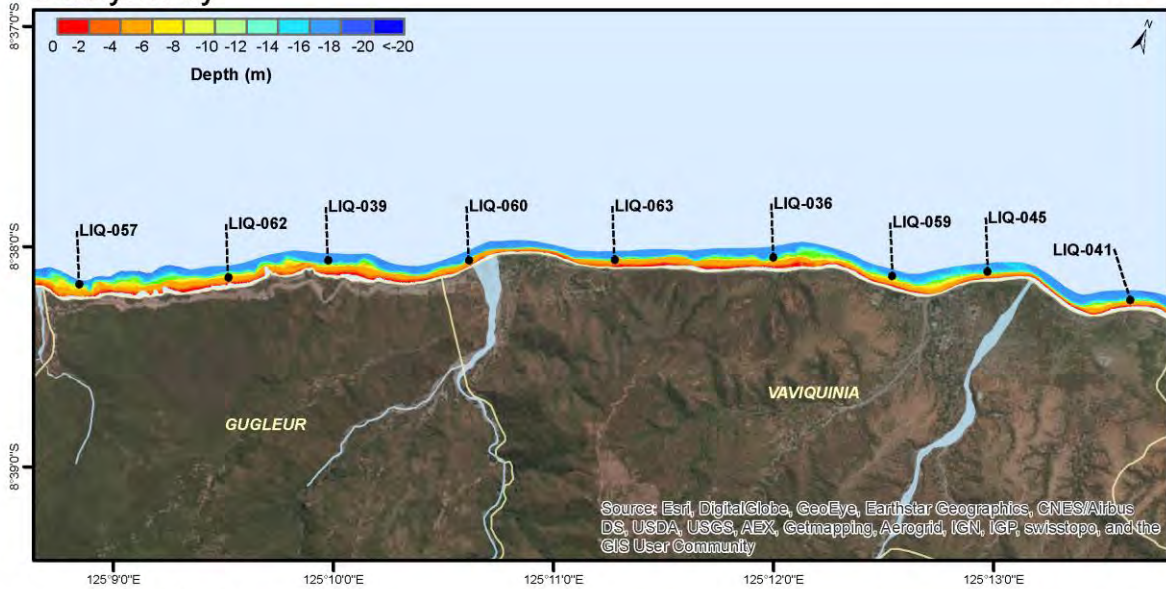 8°37'0"S
0 -2 -4 -6 -8 -10 -12 -14 -16 -18 -20 <-20
Depth (m)
LIQ-057
LIQ-062
LIQ-039
LIQ-060
LIQ-063
LIQ-036
LIQ-059
LIQ-045
LIQ-041
8°38'0"S
GUGLEUR
VAVIQUINIA
8°39'0"S
Source: Esri, DigitalGlobe, GeoEye, Earthstar Geographics, CNES/Airbus
DS, USDA, USGS, AEX, Getmapping, Aerogrid, IGN, IGP, swisstopo, and the
GIS User Community
125°9'0"E 125°10'0"E 125°11'0"E 125°12'0"E 125°13'0"E